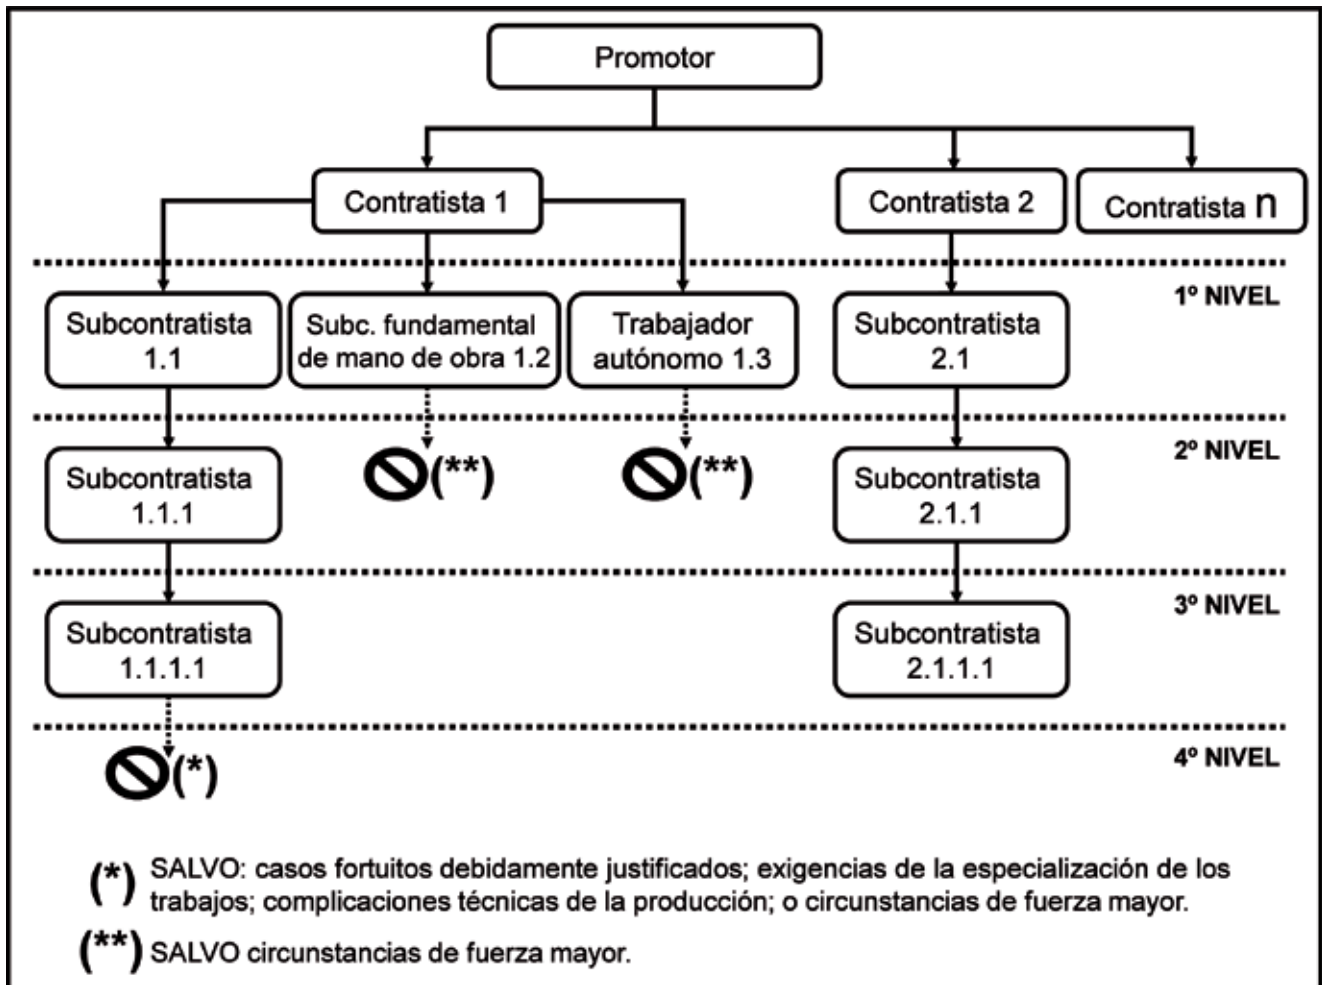 Promotor
Contratista 1
Contratista 2
Contratista n
1º NIVEL
Subcontratista
1.1
Subc. fundamental
de mano de obra 1.2
Trabajador
autónomo 1.3
Subcontratista
2.1
2º NIVEL
Subcontratista
1.1.1
(**)
(**)
Subcontratista
2.1.1
3º NIVEL
Subcontratista
1.1.1.1
Subcontratista
2.1.1.1
4º NIVEL
(*)
(*) SALVO: casos fortuitos debidamente justificados; exigencias de la especialización de los
trabajos; complicaciones técnicas de la producción; o circunstancias de fuerza mayor.
(**) SALVO circunstancias de fuerza mayor.